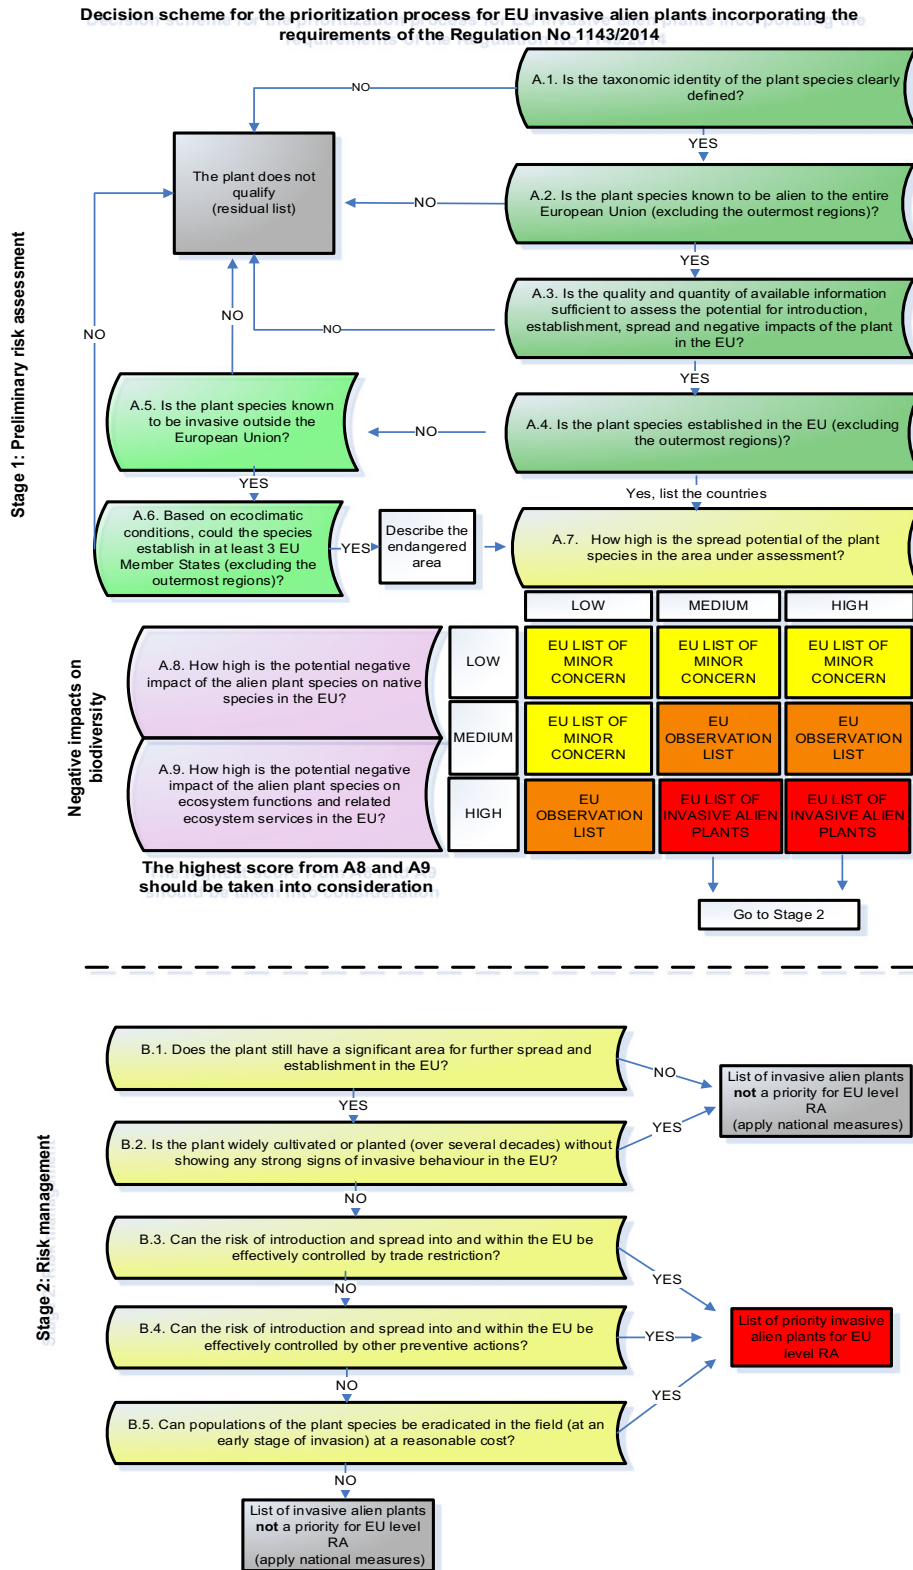 Decision scheme for the prioritization process for EU invasive alien plants incorporating the
requirements of the Regulation No 1143/2014
Stage 1: Preliminary risk assessment
A.1. Is the taxonomic identity of the plant species clearly
defined?
NO
YES
The plant does not
qualify
(residual list)
A.2. Is the plant species known to be alien to the entire
European Union (excluding the outermost regions)?
NO
YES
A.3. Is the quality and quantity of available information
sufficient to assess the potential for introduction,
establishment, spread and negative impacts of the plant
in the EU?
NO
NO
NO
YES
A.5. Is the plant species known
to be invasive outside the
European Union?
NO
A.4. Is the plant species established in the EU (excluding
the outermost regions)?
YES
Yes, list the countries
A.6. Based on ecoclimatic
conditions, could the species
establish in at least 3 EU
Member States (excluding the
outermost regions)?
YES
Describe the
endangered
area
A.7. How high is the spread potential of the plant
species in the area under assessment?
LOW
MEDIUM
HIGH
Negative impacts on
biodiversity
A.8. How high is the potential negative
impact of the alien plant species on native
species in the EU?
LOW
EU LIST OF
MINOR
CONCERN
EU LIST OF
MINOR
CONCERN
EU LIST OF
MINOR
CONCERN
MEDIUM
EU LIST OF
MINOR
CONCERN
EU
OBSERVATION
LIST
EU
OBSERVATION
LIST
A.9. How high is the potential negative
impact of the alien plant species on
ecosystem functions and related
ecosystem services in the EU?
HIGH
EU
OBSERVATION
LIST
EU LIST OF
INVASIVE ALIEN
PLANTS
EU LIST OF
INVASIVE ALIEN
PLANTS
The highest score from A8 and A9
should be taken into consideration
Go to Stage 2
Stage 2: Risk management
B.1. Does the plant still have a significant area for further spread and
establishment in the EU?
NO
YES
List of invasive alien plants
not a priority for EU level
RA
(apply national measures)
B.2. Is the plant widely cultivated or planted (over several decades) without
showing any strong signs of invasive behaviour in the EU?
YES
NO
B.3. Can the risk of introduction and spread into and within the EU be
effectively controlled by trade restriction?
YES
NO
B.4. Can the risk of introduction and spread into and within the EU be
effectively controlled by other preventive actions?
YES
List of priority invasive
alien plants for EU
level RA
NO
YES
B.5. Can populations of the plant species be eradicated in the field (at an
early stage of invasion) at a reasonable cost?
NO
List of invasive alien plants
not a priority for EU level
RA
(apply national measures)